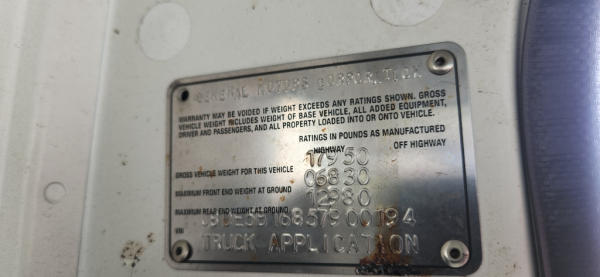 GENERAL MOTORS CORPORATION
WARRANTY MAY BE VOIDED IF WEIGHT EXCEEDS ANY RATINGS SHOWN. GROSS
VEHICLE WEIGHT INCLUDES WEIGHT OF BASE VEHICLE, ALL ADDED EQUIPMENT,
DRIVER AND PASSENGERS, AND ALL PROPERTY LOADED INTO OR ONTO VEHICLE.
RATINGS IN POUNDS AS MANUFACTURED
HIGHWAY OFF HIGHWAY
GROSS VEHICLE WEIGHT FOR THIS VEHICLE 17950
MAXIMUM FRONT END WEIGHT AT GROUND 06830
MAXIMUM REAR END WEIGHT AT GROUND 12980
VIN
TRUCK APPLICATION